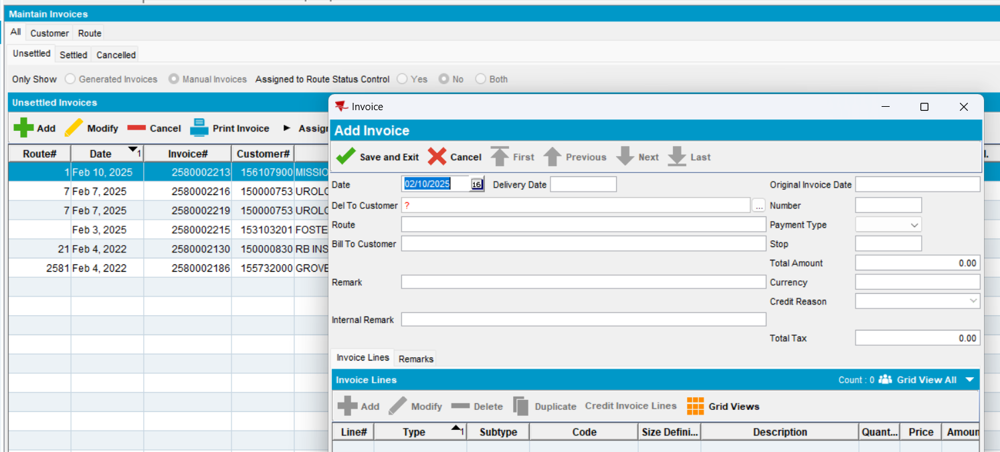 Maintain Invoices
All Customer Route
Unsettled Settled Cancelled
Only Show Generated Invoices Manual Invoices Assigned to Route Status Control Yes No Both
Unsettled Invoices
Add Modify Cancel Print Invoice Assign
Route# Date 1 Invoice# Customer#
1 Feb 10, 2025 2580002213 156107900 MISSIO
7 Feb 7, 2025 2580002216 150000753 UROLO
7 Feb 7, 2025 2580002219 150000753 UROLO
Feb 3, 2025 2580002215 153103201 FOSTE
21 Feb 4, 2022 2580002130 150000830 RB INS
2581 Feb 4, 2022 2580002186 155732000 GROVE
Invoice
Add Invoice
Save and Exit Cancel First Previous Next Last
Date 02/10/2025 16 Delivery Date Original Invoice Date
Del To Customer ? ... Number
Route Payment Type
Bill To Customer Stop
Total Amount 0.00
Remark Currency
Credit Reason
Internal Remark
Total Tax 0.00
Invoice Lines Remarks
Invoice Lines Count : 0 Grid View All
Add Modify Delete Duplicate Credit Invoice Lines Grid Views
Line# Type 1 Subtype Code Size Defini... Description Quant... Price Amoun